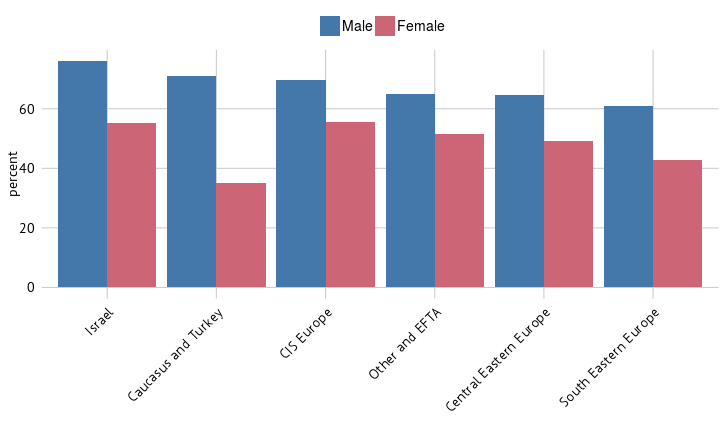 Male Female
percent
60
40
20
0
Israel
Caucasus and Turkey
CIS Europe
Other and EFTA
Central Eastern Europe
South Eastern Europe